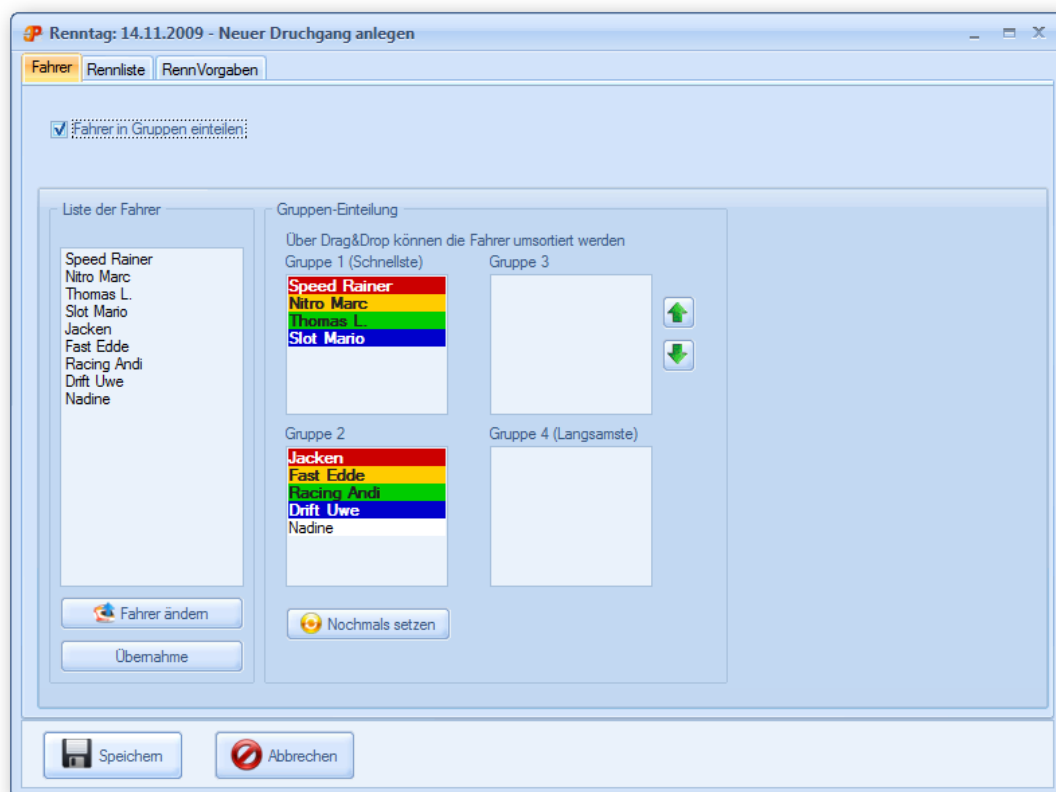 Renntag: 14.11.2009 - Neuer Druchgang anlegen
Fahrer Rennliste RennVorgaben
Fahrer in Gruppen einteilen
Liste der Fahrer
Speed Rainer
Nitro Marc
Thomas L.
Slot Mario
Jacken
Fast Edde
Racing Andi
Drift Uwe
Nadine
Fahrer ändern
Übernahme
Gruppen-Einteilung
Über Drag&Drop können die Fahrer umsortiert werden
Gruppe 1 (Schnellste)
Speed Rainer
Nitro Marc
Thomas L.
Slot Mario
Gruppe 3
Gruppe 2
Jacken
Fast Edde
Racing Andi
Drift Uwe
Nadine
Gruppe 4 (Langsamste)
Nochmals setzen
Speichern
Abbrechen